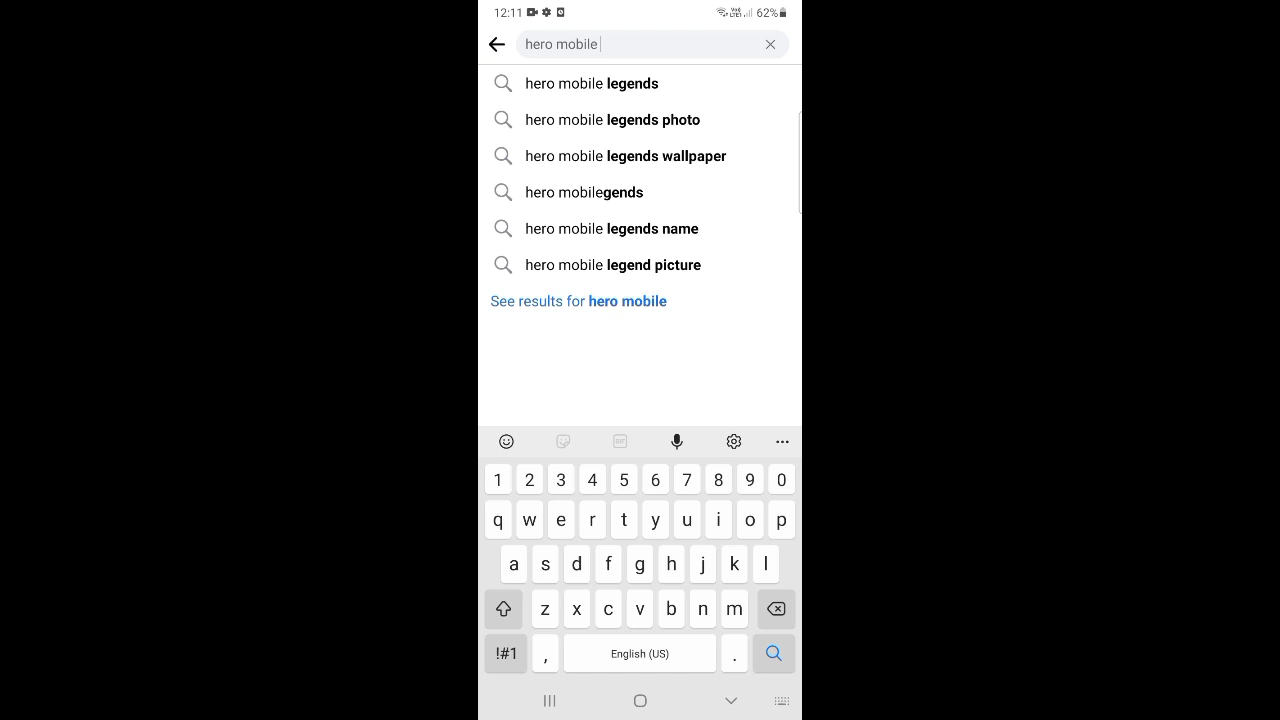 12:11 62%
hero mobile
hero mobile legends
hero mobile legends photo
hero mobile legends wallpaper
hero mobilegends
hero mobile legends name
hero mobile legend picture
See results for hero mobile
GIF
1 2 3 4 5 6 7 8 9 0
q w e r t y u i o p
a s d f g h j k l
z x c v b n m
!#1 , English (US) .